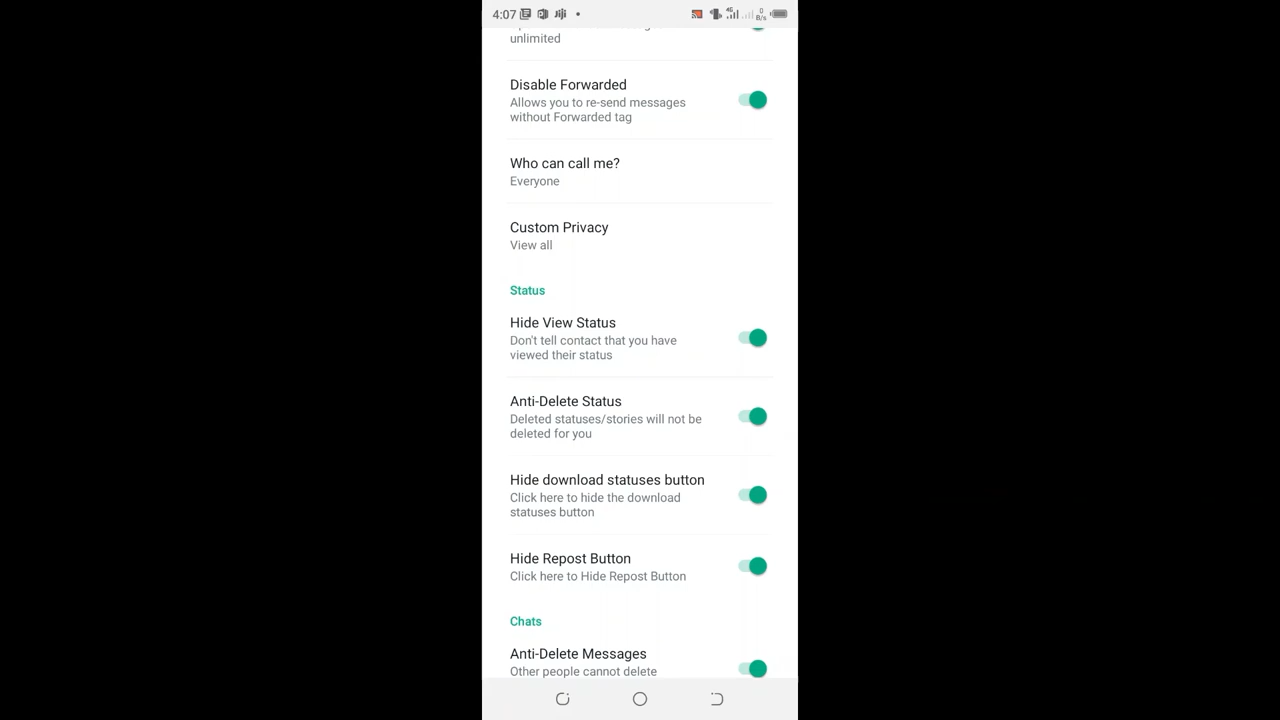 4:07
4G
0
B/s
unlimited
Disable Forwarded
Allows you to re-send messages
without Forwarded tag
Who can call me?
Everyone
Custom Privacy
View all
Status
Hide View Status
Don't tell contact that you have
viewed their status
Anti-Delete Status
Deleted statuses/stories will not be
deleted for you
Hide download statuses button
Click here to hide the download
statuses button
Hide Repost Button
Click here to Hide Repost Button
Chats
Anti-Delete Messages
Other people cannot delete